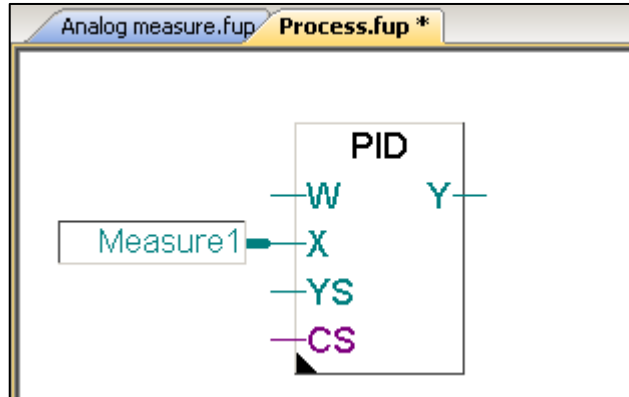 Analog measure.fup Process.fup *
PID
W Y
Measure1 X
YS
CS